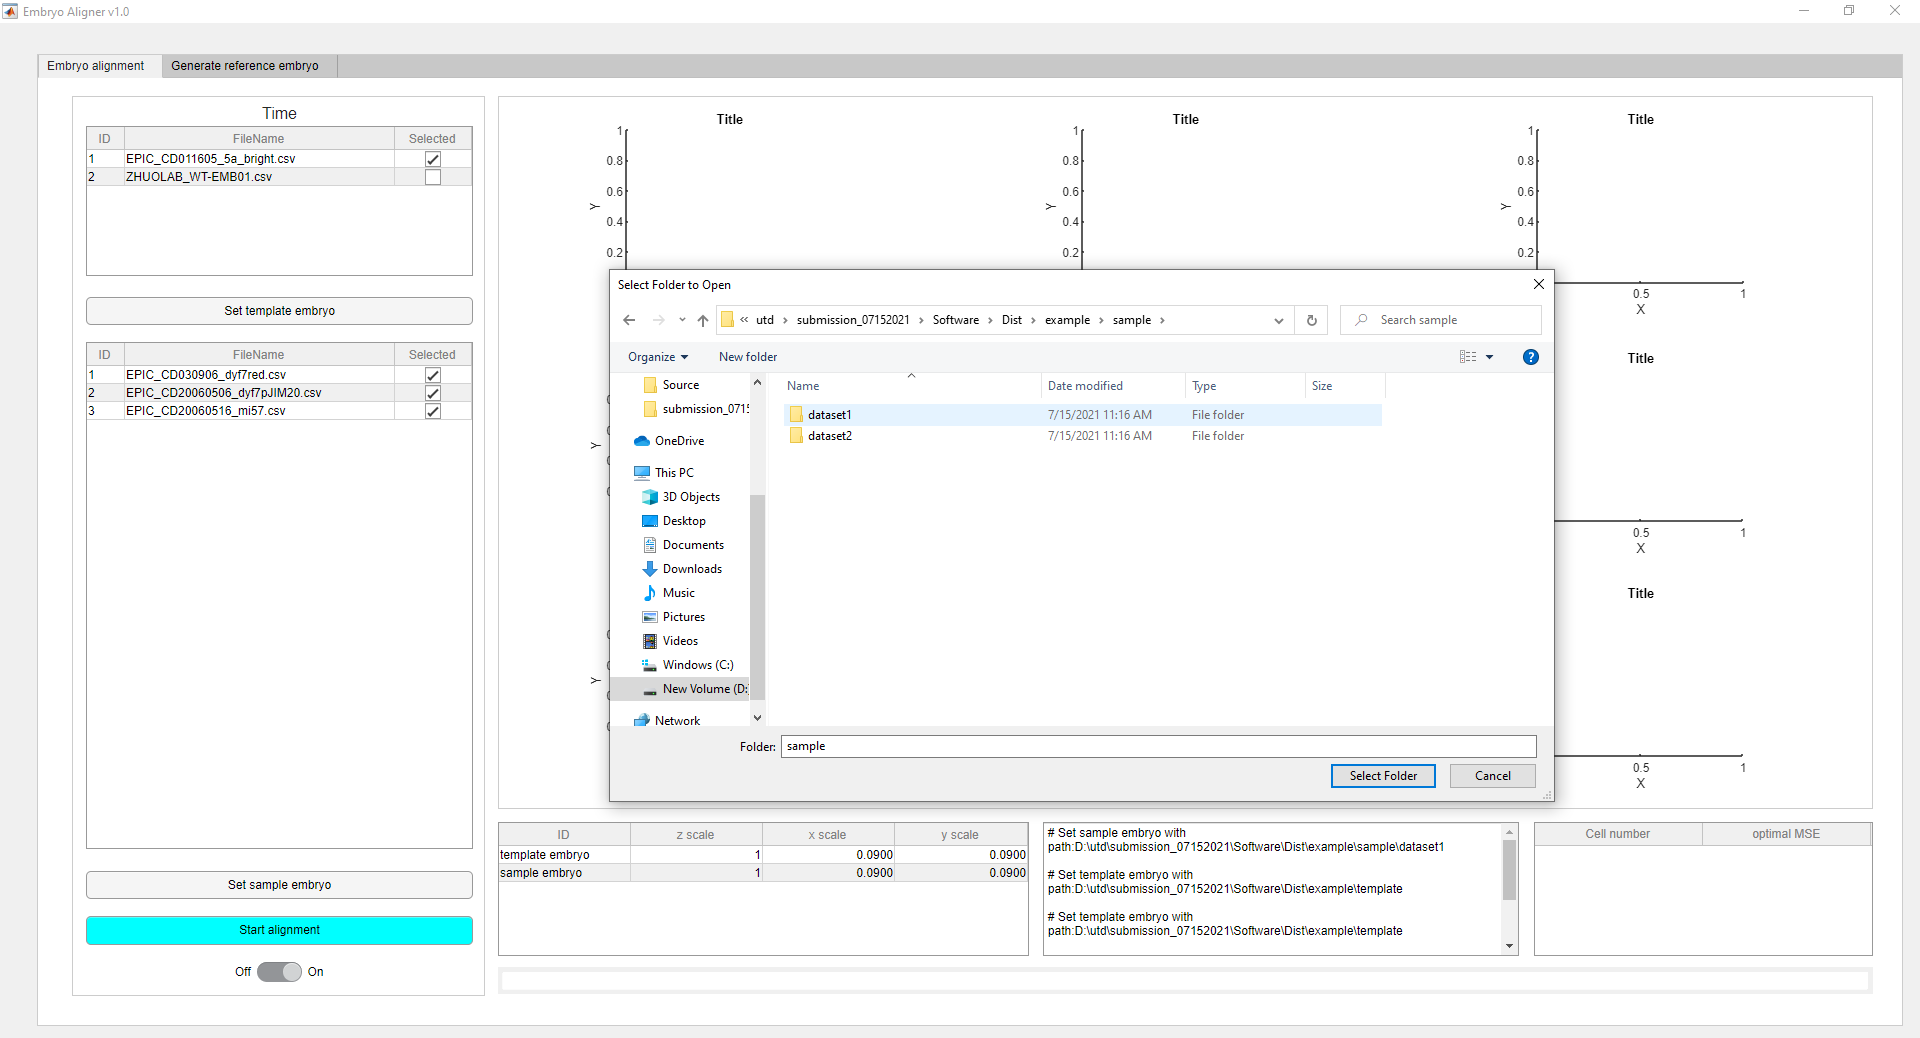 Embryo Aligner v1.0
Embryo alignment
Generate reference embryo
Time
ID FileName Selected
1 EPIC_CD011605_5a_bright.csv
2 ZHUOLAB_WT-EMB01.csv
Set template embryo
ID FileName Selected
1 EPIC_CD030906_dyf7red.csv
2 EPIC_CD20060506_dyf7pJIM20.csv
3 EPIC_CD20060516_mi57.csv
Set sample embryo
Start alignment
Off On
Title
1
0.8
0.6
0.4
0.2
Y
Title
1
0.8
0.6
0.4
0.2
Y
Title
1
0.8
0.6
0.4
0.2
Y
0.5 1
X
Title
Y
0.5 1
X
Title
Y
0.5 1
X
Select Folder to Open
« utd › submission_07152021 › Software › Dist › example › sample ›
Search sample
Organize
New folder
Source
submission_0715
OneDrive
This PC
3D Objects
Desktop
Documents
Downloads
Music
Pictures
Videos
Windows (C:)
New Volume (D:
Network
Name Date modified Type Size
dataset1 7/15/2021 11:16 AM File folder
dataset2 7/15/2021 11:16 AM File folder
Folder: sample
Select Folder
Cancel
ID z scale x scale y scale
template embryo 1 0.0900 0.0900
sample embryo 1 0.0900 0.0900
# Set sample embryo with
path:D:\utd\submission_07152021\Software\Dist\example\sample\dataset1
# Set template embryo with
path:D:\utd\submission_07152021\Software\Dist\example\template
# Set template embryo with
path:D:\utd\submission_07152021\Software\Dist\example\template
Cell number optimal MSE